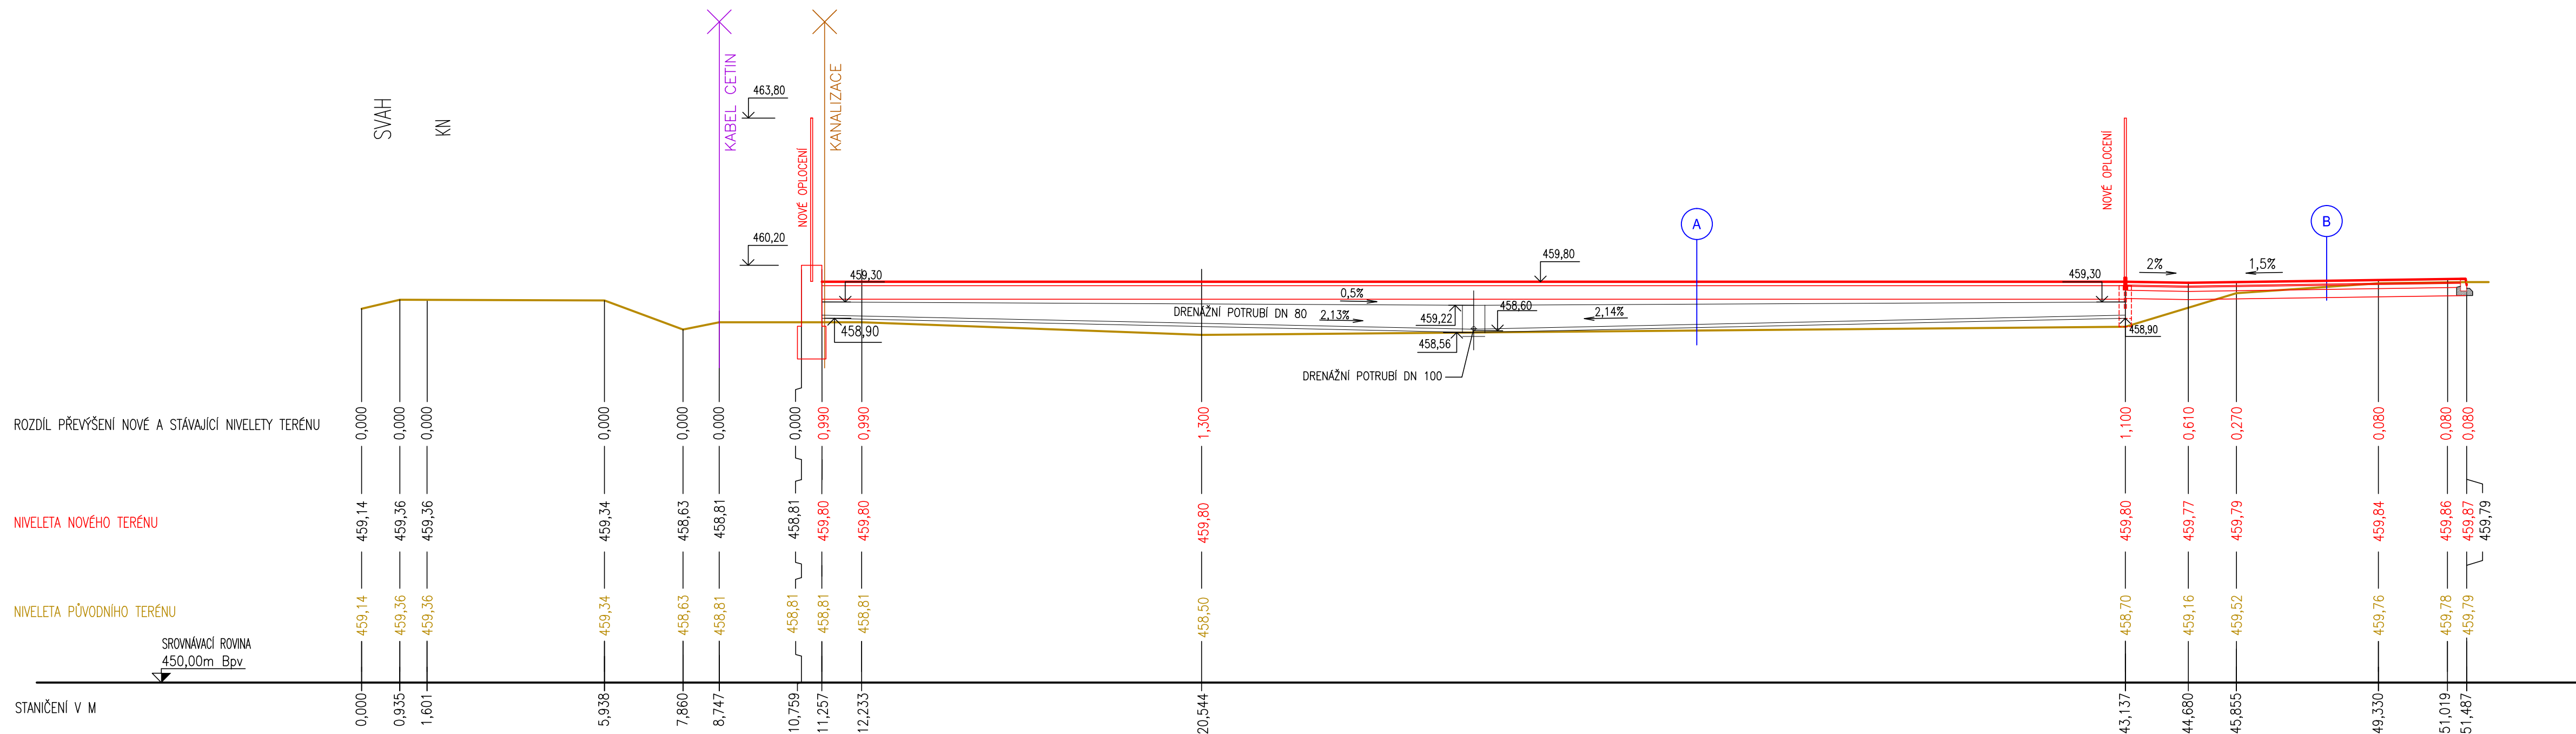 SVAH
KN
KABEL CETIN
KANALIZACE
463,80
NOVÉ OPLOCENÍ
460,20
459,30
458,90
0,5%
DRENÁŽNÍ POTRUBÍ DN 80
2,13%
459,22
458,56
458,60
459,80
2,14%
DRENÁŽNÍ POTRUBÍ DN 100
A
NOVÉ OPLOCENÍ
459,30
458,90
2%
1,5%
B
ROZDÍL PŘEVÝŠENÍ NOVÉ A STÁVAJÍCÍ NIVELETY TERÉNU
0,000 0,000 0,000 0,000 0,000 0,000 0,000 0,990 0,990 1,300 1,100 0,610 0,270 0,080 0,080 0,080
NIVELETA NOVÉHO TERÉNU
459,14 459,36 459,36 459,34 458,63 458,81 458,81 459,80 459,80 459,80 459,80 459,77 459,79 459,84 459,86 459,87 459,79
NIVELETA PŮVODNÍHO TERÉNU
459,14 459,36 459,36 459,34 458,63 458,81 458,81 458,81 458,81 458,50 458,70 459,16 459,52 459,76 459,78 459,79
SROVNÁVACÍ ROVINA
450,00m Bpv
STANIČENÍ V M
0,000 0,935 1,601 5,938 7,860 8,747 10,759 11,257 12,233 20,544 43,137 44,680 45,855 49,330 51,019 51,487